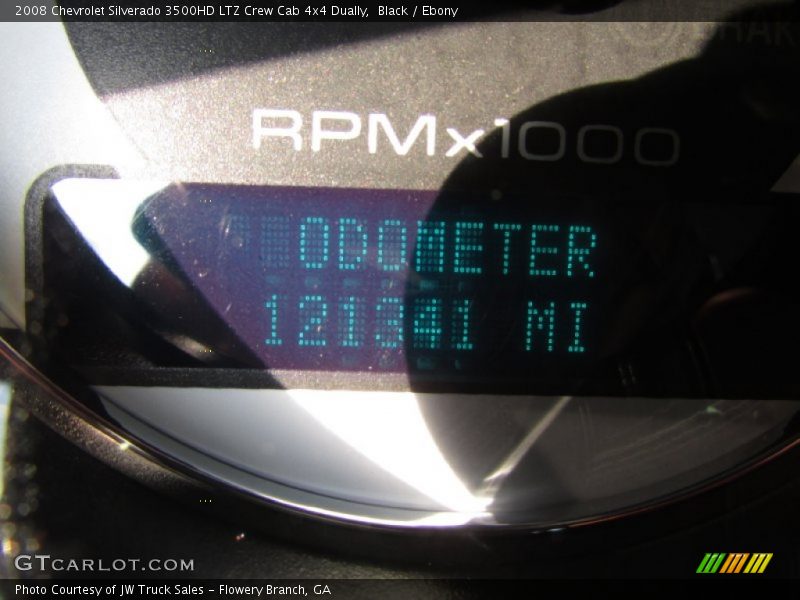 2008 Chevrolet Silverado 3500HD LTZ Crew Cab 4x4 Dually, Black / Ebony
RPMx1000
ODOMETER
121341 MI
GTCARLOT.COM
Photo Courtesy of JW Truck Sales - Flowery Branch, GA